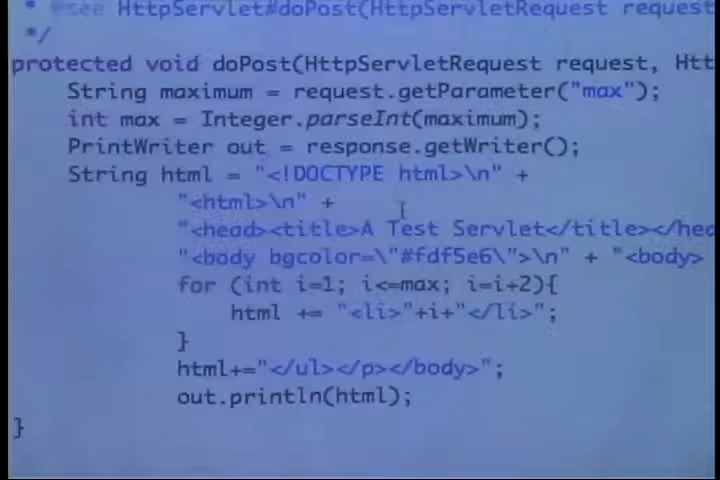 * @see HttpServlet#doPost(HttpServletRequest request
*/
protected void doPost(HttpServletRequest request, Htt
String maximum = request.getParameter("max");
int max = Integer.parseInt(maximum);
PrintWriter out = response.getWriter();
String html = "<!DOCTYPE html>\n" +
"<html>\n" +
"<head><title>A Test Servlet</title></hea
"<body bgcolor=\"#fdf5e6\">\n" + "<body>
for (int i=1; i<=max; i=i+2){
html += "<li>"+i+"</li>";
}
html+="</ul></p></body>";
out.println(html);
}